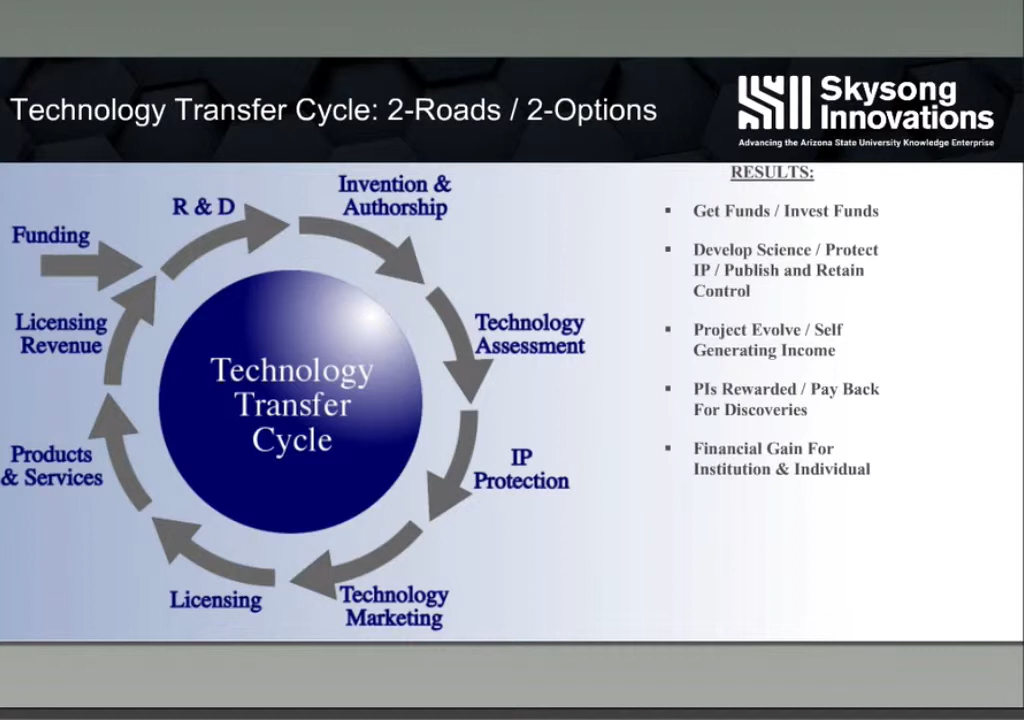 Technology Transfer Cycle: 2-Roads / 2-Options
Skysong
Innovations
Advancing the Arizona State University Knowledge Enterprise
R & D
Invention &
Authorship
Funding
Licensing
Revenue
Technology
Assessment
Technology
Transfer
Cycle
Products
& Services
IP
Protection
Licensing
Technology
Marketing
RESULTS:
▪ Get Funds / Invest Funds
▪ Develop Science / Protect
IP / Publish and Retain
Control
▪ Project Evolve / Self
Generating Income
▪ PIs Rewarded / Pay Back
For Discoveries
▪ Financial Gain For
Institution & Individual